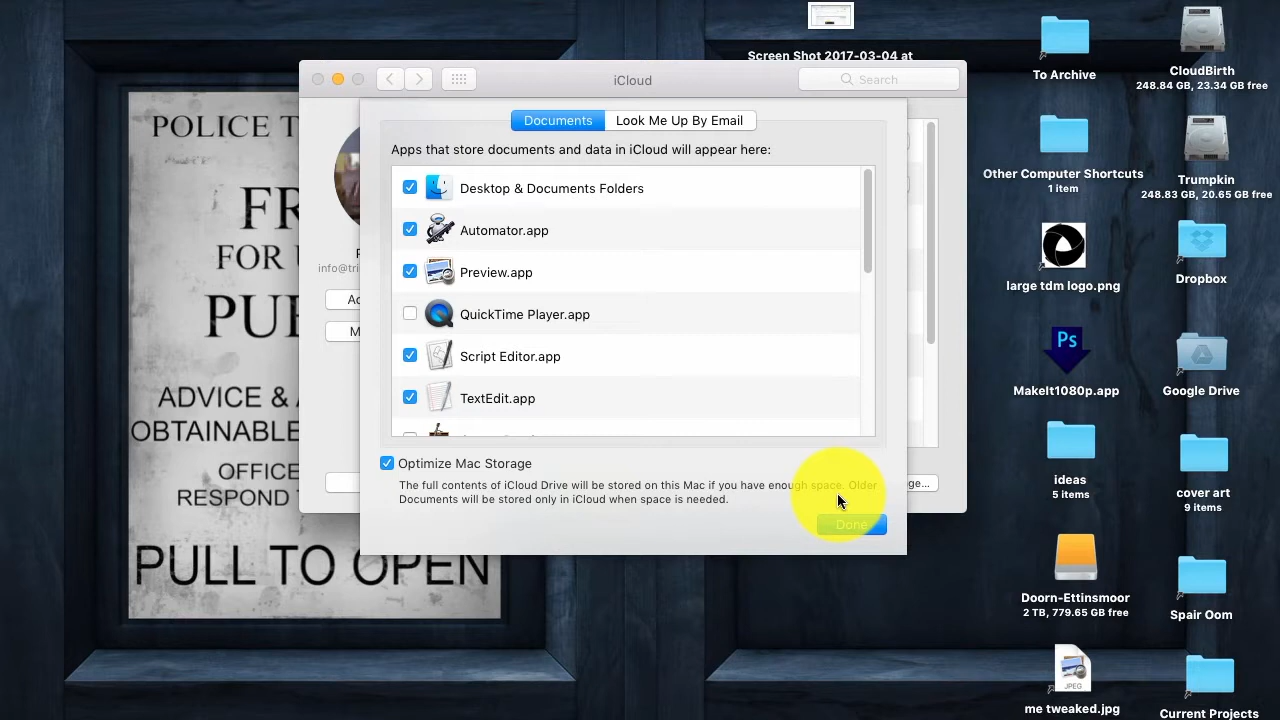 Screen Shot 2017-03-04 at
iCloud
Search
Documents
Look Me Up By Email
Apps that store documents and data in iCloud will appear here:
Desktop & Documents Folders
Automator.app
Preview.app
QuickTime Player.app
Script Editor.app
TextEdit.app
Optimize Mac Storage
The full contents of iCloud Drive will be stored on this Mac if you have enough space. Older
Documents will be stored only in iCloud when space is needed.
Done
info@tri
POLICE T
FR
FOR
PU
ADVICE &
OBTAINABLE
OFFICE
RESPOND
PULL TO OPEN
To Archive
CloudBirth
248.84 GB, 23.34 GB free
Other Computer Shortcuts
1 item
Trumpkin
248.83 GB, 20.65 GB free
large tdm logo.png
Dropbox
Ps
MakeIt1080p.app
Google Drive
ideas
5 items
cover art
9 items
Doorn-Ettinsmoor
2 TB, 779.65 GB free
Spair Oom
JPEG
me tweaked.jpg
Current Projects